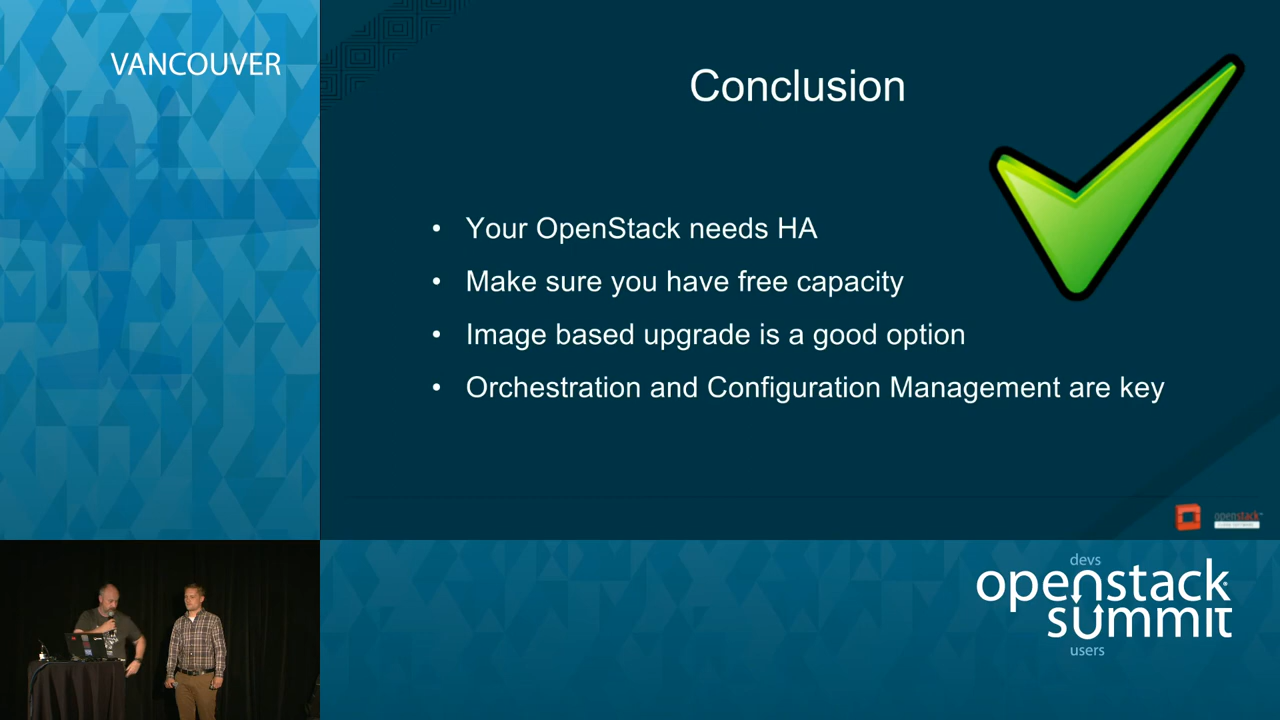 VANCOUVER
Conclusion
• Your OpenStack needs HA
• Make sure you have free capacity
• Image based upgrade is a good option
• Orchestration and Configuration Management are key
openstack
devs
openstack
summit
users